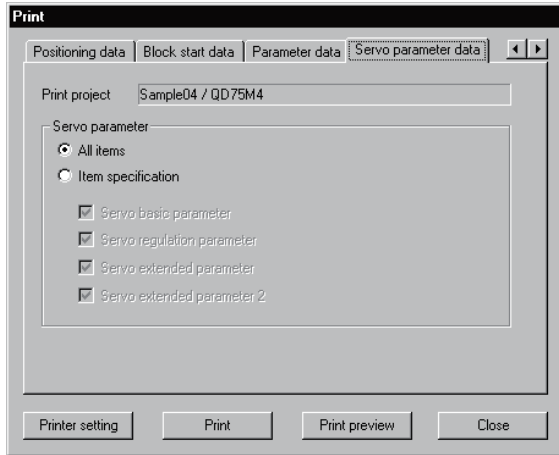 Print
Positioning data Block start data Parameter data Servo parameter data
Print project Sample04 / QD75M4
Servo parameter
All items
Item specification
Servo basic parameter
Servo regulation parameter
Servo extended parameter
Servo extended parameter 2
Printer setting Print Print preview Close